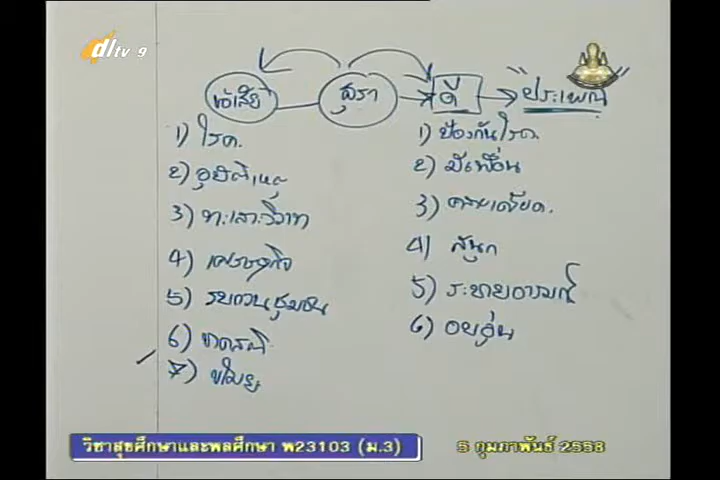 dltv 9
ข้อเสีย สุรา ดี "ประเพณี"
1) โรค.
2) อุบัติเหตุ
3) ทะเลาะวิวาท
4) เศรษฐกิจ
5) รบกวนชุมชน
6) ขาดสติ
7) ขโมย
1) ป้องกันโรค.
2) มีเพื่อน
3) คลายเครียด.
4) สนุก
5) ระบายอารมณ์
6) อบอุ่น
วิชาสุขศึกษาและพลศึกษา พ23103 (ม.3) 5 กุมภาพันธ์ 2558